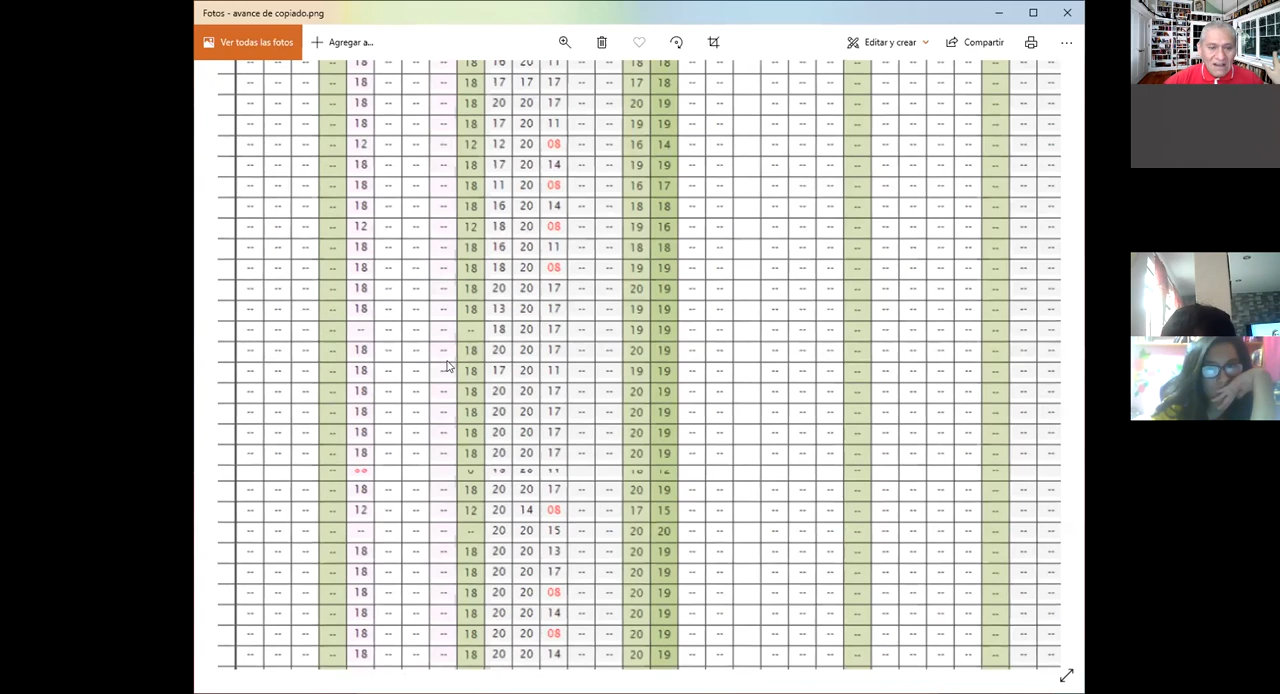 Fotos - avance de copiado.png
Ver todas las fotos Agregar a... Editar y crear Compartir
-- -- -- -- 18 -- -- -- 18 16 20 11 -- -- 18 18 -- -- -- -- -- -- -- -- -- -- -- -- --
-- -- -- -- 18 -- -- -- 18 17 17 17 -- -- 17 18 -- -- -- -- -- -- -- -- -- -- -- -- --
-- -- -- -- 18 -- -- -- 18 20 20 17 -- -- 20 19 -- -- -- -- -- -- -- -- -- -- -- -- --
-- -- -- -- 18 -- -- -- 18 17 20 11 -- -- 19 19 -- -- -- -- -- -- -- -- -- -- -- -- --
-- -- -- -- 12 -- -- -- 12 12 20 08 -- -- 16 14 -- -- -- -- -- -- -- -- -- -- -- -- --
-- -- -- -- 18 -- -- -- 18 17 20 14 -- -- 19 19 -- -- -- -- -- -- -- -- -- -- -- -- --
-- -- -- -- 18 -- -- -- 18 11 20 08 -- -- 16 17 -- -- -- -- -- -- -- -- -- -- -- -- --
-- -- -- -- 18 -- -- -- 18 16 20 14 -- -- 18 18 -- -- -- -- -- -- -- -- -- -- -- -- --
-- -- -- -- 12 -- -- -- 12 18 20 08 -- -- 19 16 -- -- -- -- -- -- -- -- -- -- -- -- --
-- -- -- -- 18 -- -- -- 18 16 20 11 -- -- 18 18 -- -- -- -- -- -- -- -- -- -- -- -- --
-- -- -- -- 18 -- -- -- 18 18 20 08 -- -- 19 19 -- -- -- -- -- -- -- -- -- -- -- -- --
-- -- -- -- 18 -- -- -- 18 20 20 17 -- -- 20 19 -- -- -- -- -- -- -- -- -- -- -- -- --
-- -- -- -- 18 -- -- -- 18 13 20 17 -- -- 19 19 -- -- -- -- -- -- -- -- -- -- -- -- --
-- -- -- -- -- -- -- -- -- 18 20 17 -- -- 19 19 -- -- -- -- -- -- -- -- -- -- -- -- --
-- -- -- -- 18 -- -- -- 18 20 20 17 -- -- 20 19 -- -- -- -- -- -- -- -- -- -- -- -- --
-- -- -- -- 18 -- -- -- 18 17 20 11 -- -- 19 19 -- -- -- -- -- -- -- -- -- -- -- -- --
-- -- -- -- 18 -- -- -- 18 20 20 17 -- -- 20 19 -- -- -- -- -- -- -- -- -- -- -- -- --
-- -- -- -- 18 -- -- -- 18 20 20 17 -- -- 20 19 -- -- -- -- -- -- -- -- -- -- -- -- --
-- -- -- -- 18 -- -- -- 18 20 20 17 -- -- 20 19 -- -- -- -- -- -- -- -- -- -- -- -- --
-- -- -- -- 18 -- -- -- 18 20 20 17 -- -- 20 19 -- -- -- -- -- -- -- -- -- -- -- -- --
-- -- -- -- 18 -- -- -- 18 20 20 17 -- -- 20 19 -- -- -- -- -- -- -- -- -- -- -- -- --
-- -- -- -- 12 -- -- -- 12 20 14 08 -- -- 17 15 -- -- -- -- -- -- -- -- -- -- -- -- --
-- -- -- -- -- -- -- -- -- 20 20 15 -- -- 20 20 -- -- -- -- -- -- -- -- -- -- -- -- --
-- -- -- -- 18 -- -- -- 18 20 20 13 -- -- 20 19 -- -- -- -- -- -- -- -- -- -- -- -- --
-- -- -- -- 18 -- -- -- 18 20 20 17 -- -- 20 19 -- -- -- -- -- -- -- -- -- -- -- -- --
-- -- -- -- 18 -- -- -- 18 20 20 08 -- -- 20 19 -- -- -- -- -- -- -- -- -- -- -- -- --
-- -- -- -- 18 -- -- -- 18 20 20 14 -- -- 20 19 -- -- -- -- -- -- -- -- -- -- -- -- --
-- -- -- -- 18 -- -- -- 18 20 20 08 -- -- 20 19 -- -- -- -- -- -- -- -- -- -- -- -- --
-- -- -- -- 18 -- -- -- 18 20 20 14 -- -- 20 19 -- -- -- -- -- -- -- -- -- -- -- -- --